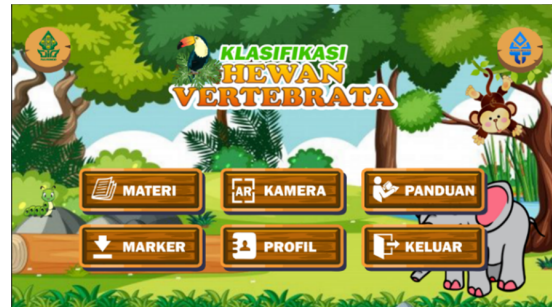 KLASIFIKASI
HEWAN
VERTEBRATA
MATERI
AR KAMERA
PANDUAN
MARKER
PROFIL
KELUAR